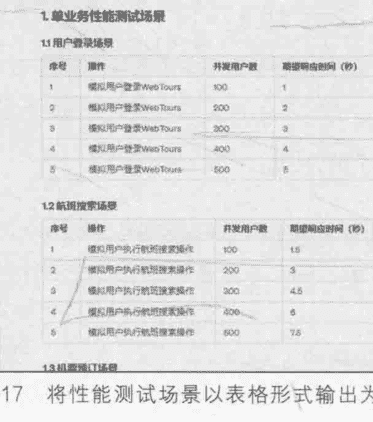 1. 单业务性能测试场景
1.1 用户登录场景
序号 操作 并发用户数 期望响应时间（秒）
1 模拟用户登录WebTours 100 1
2 模拟用户登录WebTours 200 2
3 模拟用户登录WebTours 300 3
4 模拟用户登录WebTours 400 4
5 模拟用户登录WebTours 500 5
1.2 航班搜索场景
序号 操作 并发用户数 期望响应时间（秒）
1 模拟用户执行航班搜索操作 100 1.5
2 模拟用户执行航班搜索操作 200 3
3 模拟用户执行航班搜索操作 300 4.5
4 模拟用户执行航班搜索操作 400 6
5 模拟用户执行航班搜索操作 500 7.5
1.3 机票预订场景
17 将性能测试场景以表格形式输出为